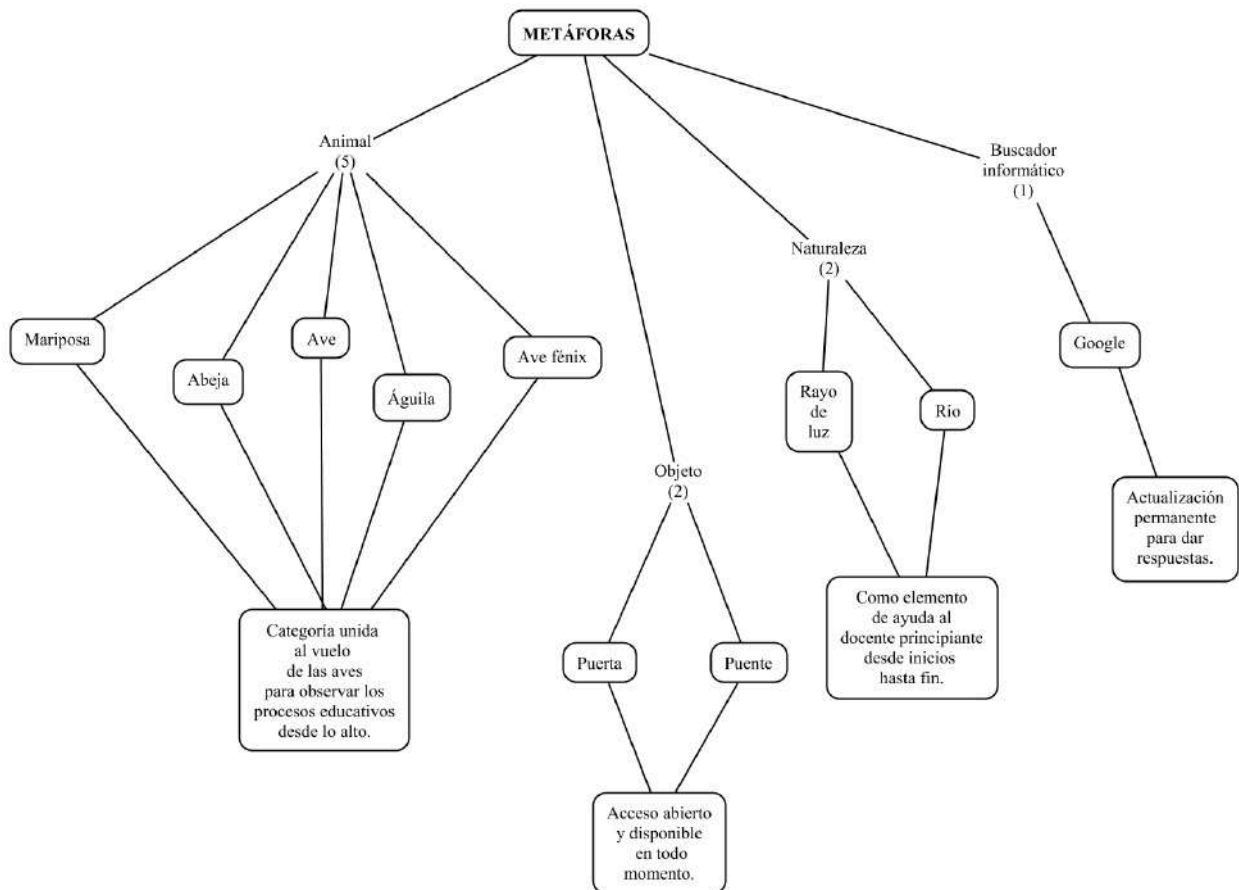 METÁFORAS
Animal
(5)
Buscador
informático
(1)
Naturaleza
(2)
Mariposa
Abeja
Ave
Águila
Ave fénix
Rayo
de
luz
Río
Google
Objeto
(2)
Actualización
permanente
para dar
respuestas.
Categoría unida
al vuelo
de las aves
para observar los
procesos educativos
desde lo alto.
Puerta
Puente
Como elemento
de ayuda al
docente principiante
desde inicios
hasta fin.
Acceso abierto
y disponible
en todo
momento.